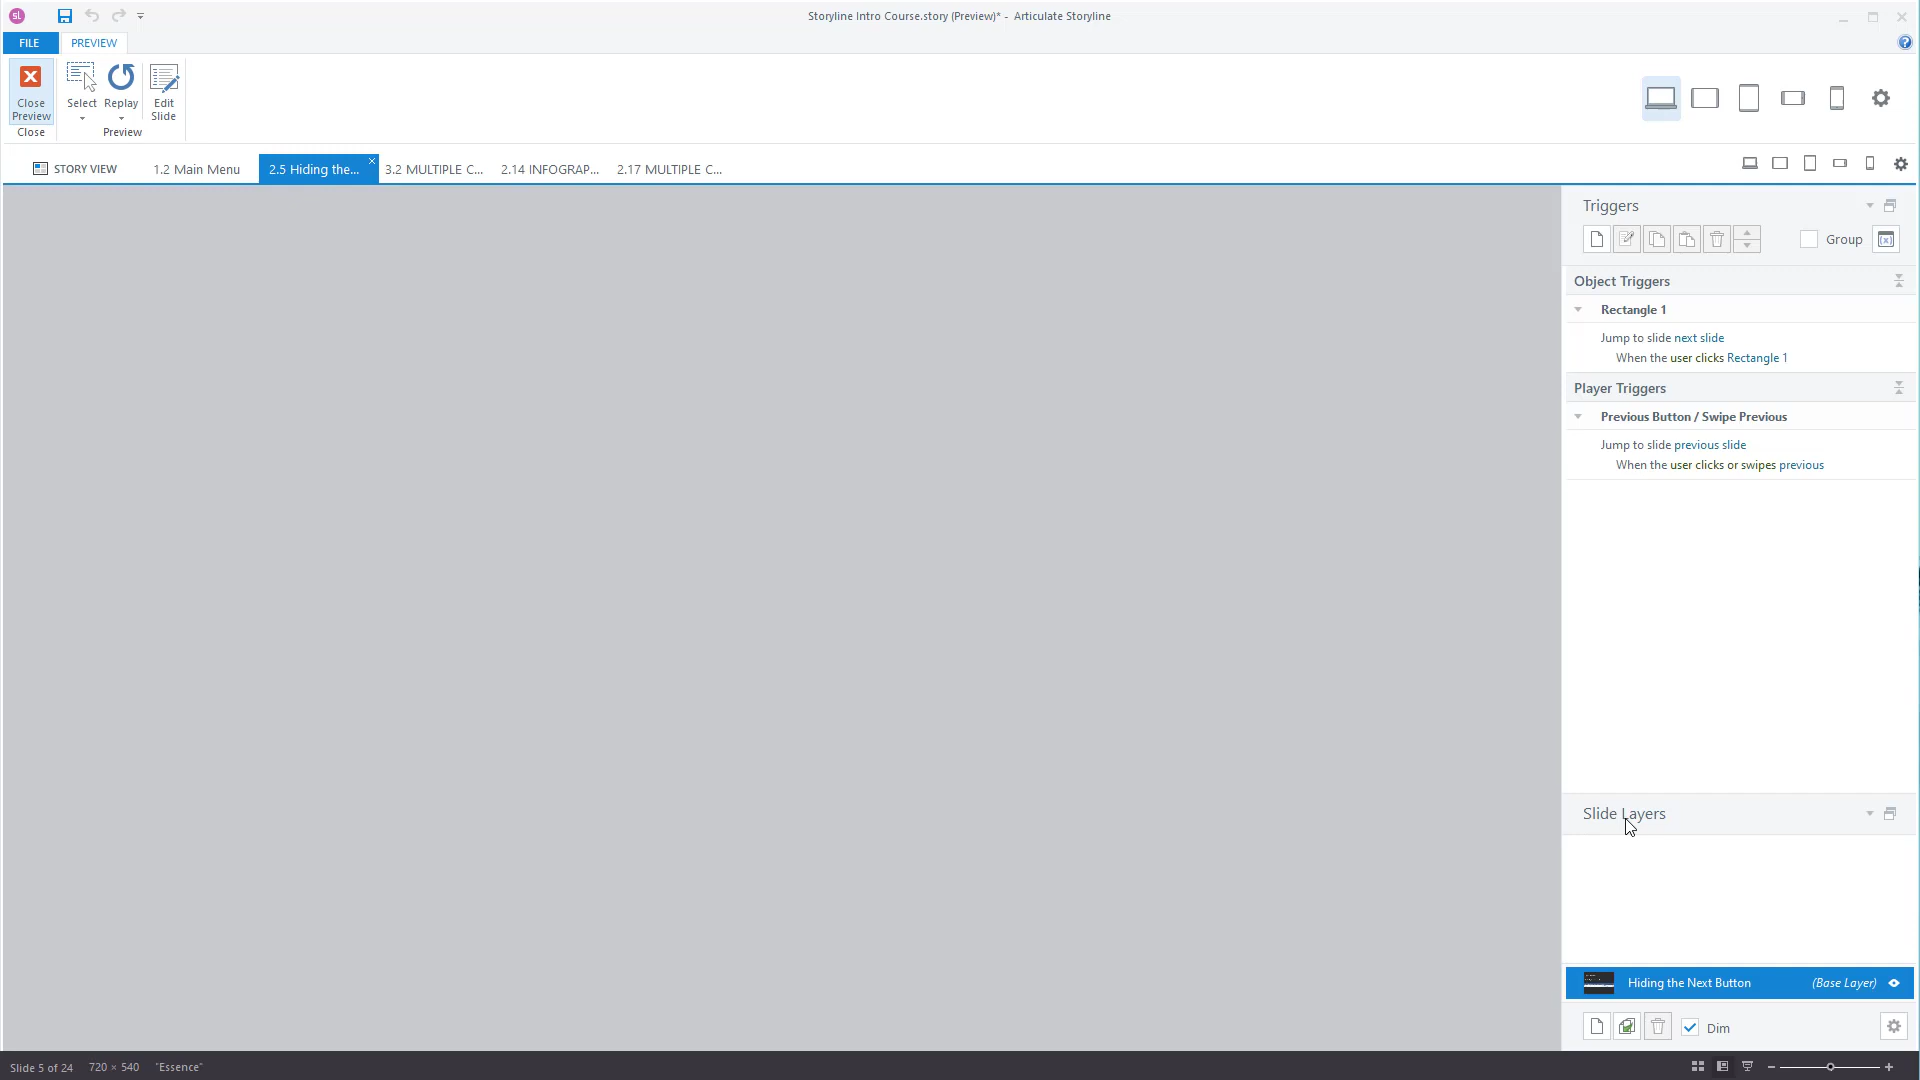 sl
Storyline Intro Course.story (Preview)* - Articulate Storyline
FILE
PREVIEW
Close Preview
Select
Replay
Edit Slide
Close
Preview
STORY VIEW
1.2 Main Menu
2.5 Hiding the...
3.2 MULTIPLE C...
2.14 INFOGRAP...
2.17 MULTIPLE C...
Triggers
Group
(x)
Object Triggers
Rectangle 1
Jump to slide next slide
When the user clicks Rectangle 1
Player Triggers
Previous Button / Swipe Previous
Jump to slide previous slide
When the user clicks or swipes previous
Slide Layers
Hiding the Next Button (Base Layer)
Dim
Slide 5 of 24 720 × 540 "Essence"